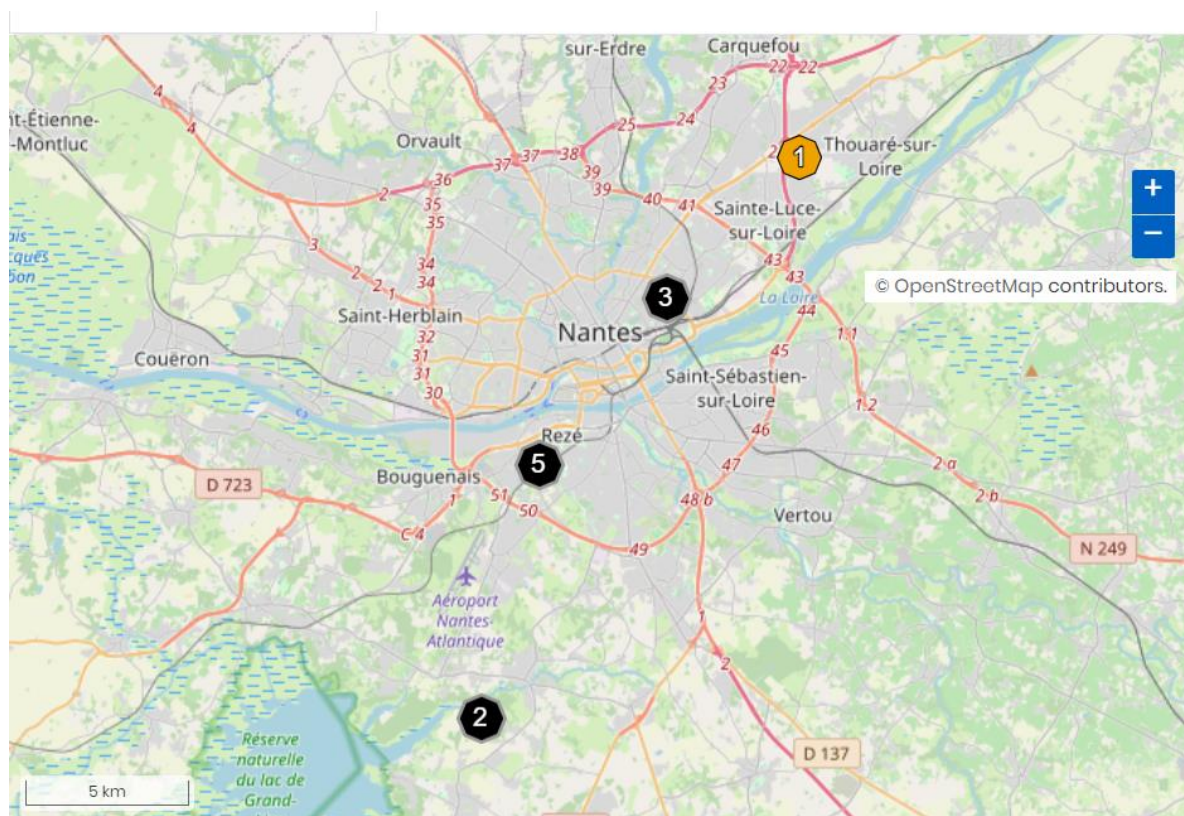 sur-Erdre
Carquefou
22
22
4
23
4
nt-Étienne-
-Montluc
25
24
Orvault
37
38
37
1
Thouaré-sur-
Loire
36
39
2
39
40
41
35
35
Sainte-Luce-
sur-Loire
+
−
3
2
2
1
34
34
43
43
© OpenStreetMap contributors.
La Loire
3
44
Saint-Herblain
Nantes
32
1.1
31
31
45
Couëron
Saint-Sébastien-
sur-Loire
30
1.2
46
Rezé
5
47
2 a
Bouguenais
D 723
1
51
50
48 b
2 b
Vertou
C 4
49
N 249
Aéroport
Nantes-
Atlantique
1
2
2
Réserve
naturelle
du lac de
Grand-
D 137
5 km